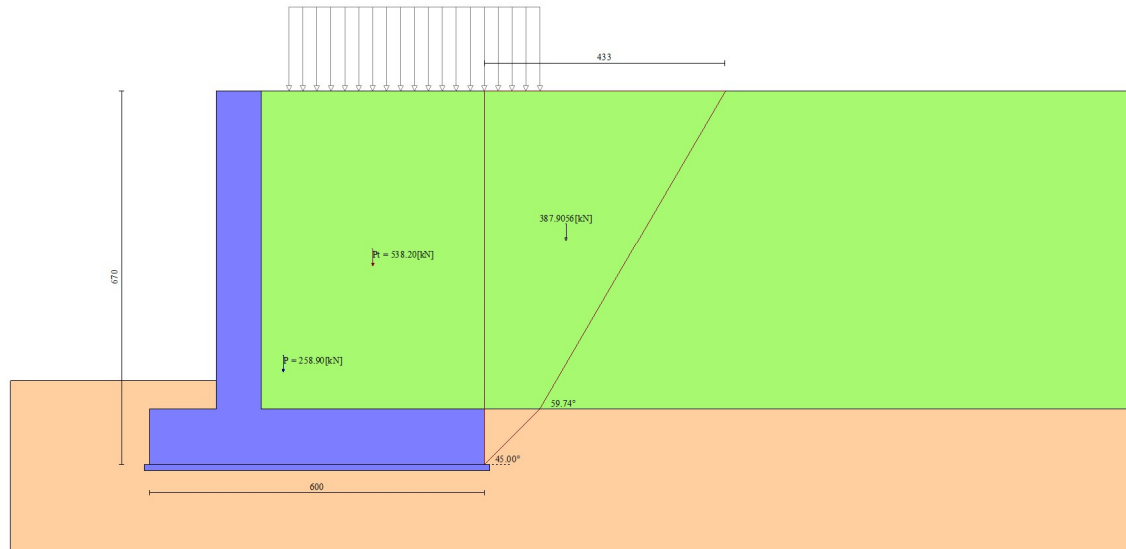 433
387.9056[kN]
Pt = 538.20[kN]
670
P = 258.90[kN]
59.74°
45.00°
600